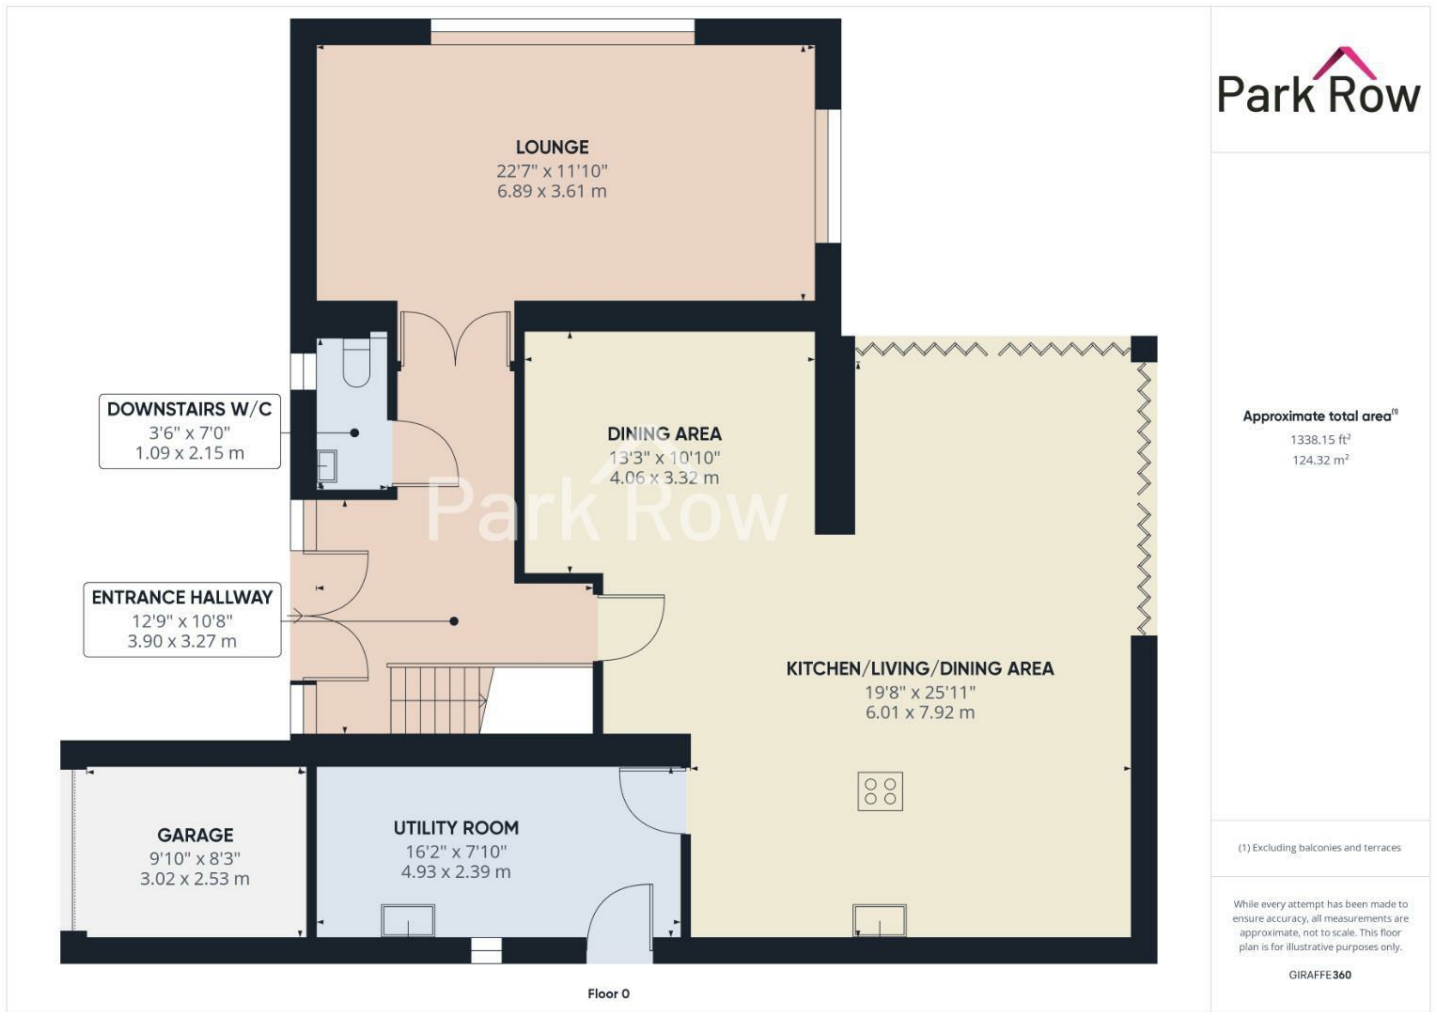 LOUNGE
22'7" x 11'10"
6.89 x 3.61 m
DOWNSTAIRS W/C
3'6" x 7'0"
1.09 x 2.15 m
DINING AREA
13'3" x 10'10"
4.06 x 3.32 m
Park Row
ENTRANCE HALLWAY
12'9" x 10'8"
3.90 x 3.27 m
KITCHEN/LIVING/DINING AREA
19'8" x 25'11"
6.01 x 7.92 m
GARAGE
9'10" x 8'3"
3.02 x 2.53 m
UTILITY ROOM
16'2" x 7'10"
4.93 x 2.39 m
Floor 0
Park Row
Approximate total area⁽¹⁾
1338.15 ft²
124.32 m²
(1) Excluding balconies and terraces
While every attempt has been made to
ensure accuracy, all measurements are
approximate, not to scale. This floor
plan is for illustrative purposes only.
GIRAFFE360